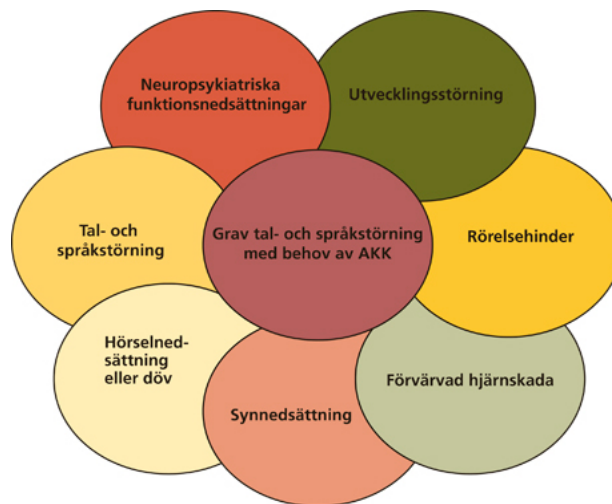 Neuropsykiatriska
funktionsnedsättningar
Utvecklingsstörning
Tal- och
språkstörning
Grav tal- och språkstörning
med behov av AKK
Rörelsehinder
Hörselned-
sättning
eller döv
Synnedsättning
Förvärvad hjärnskada